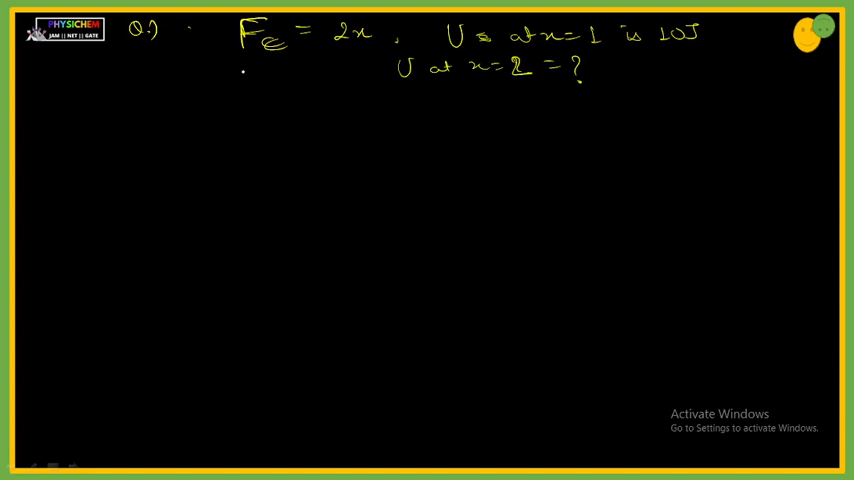 PHYSICHEM
JAM || NET || GATE
Q.) F_c = 2x , U at x=1 is 10J
U at x=2 = ?
Activate Windows
Go to Settings to activate Windows.